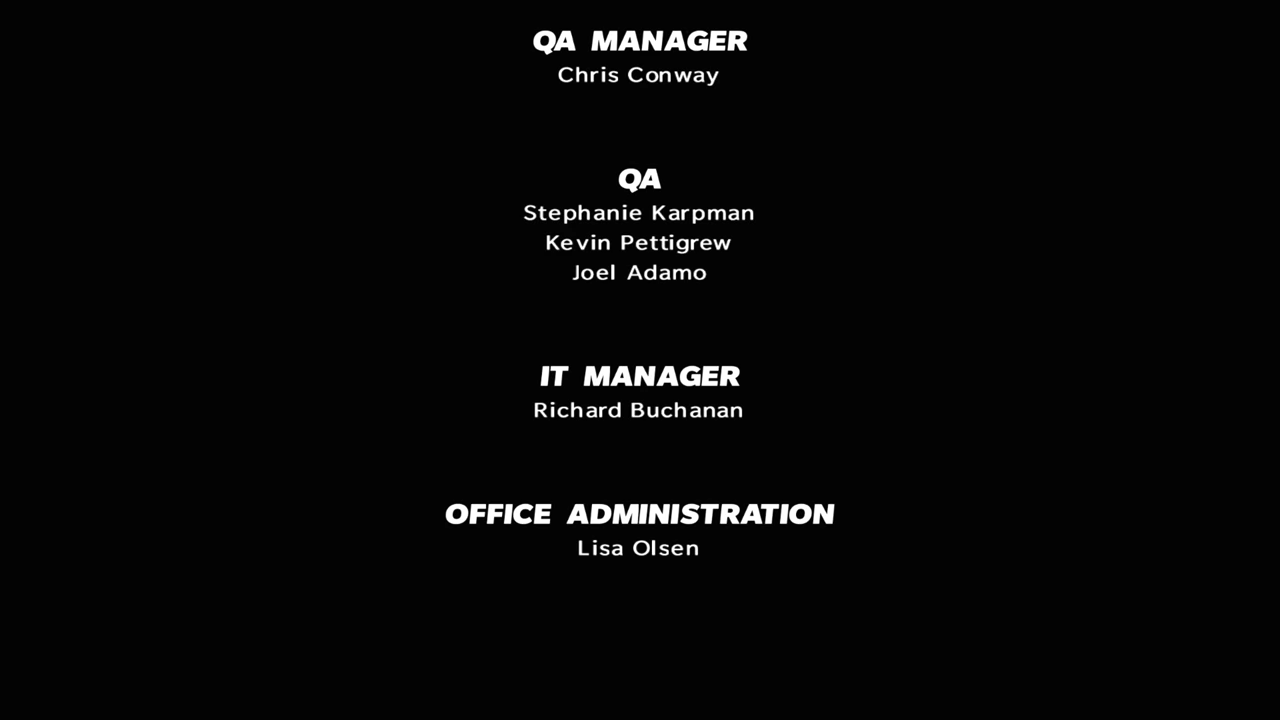 QA MANAGER
Chris Conway
QA
Stephanie Karpman
Kevin Pettigrew
Joel Adamo
IT MANAGER
Richard Buchanan
OFFICE ADMINISTRATION
Lisa Olsen